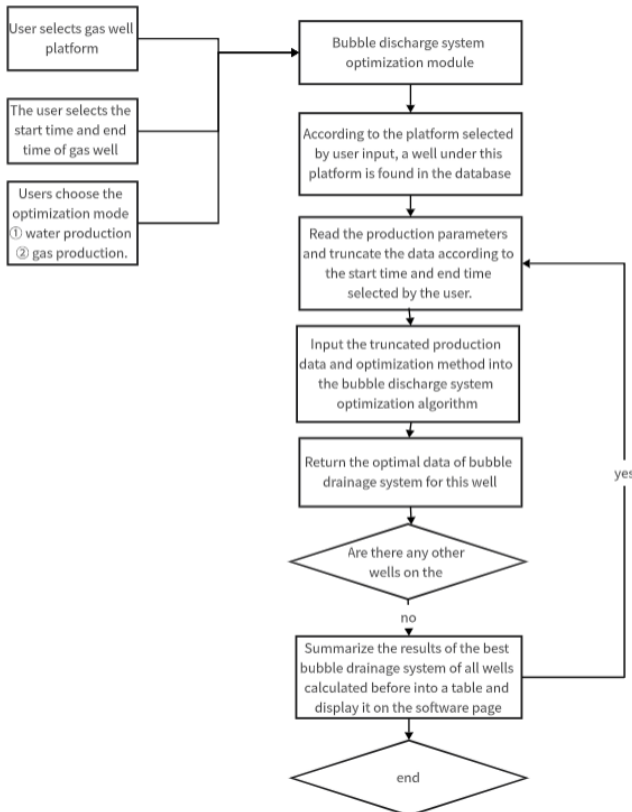 User selects gas well
platform
The user selects the
start time and end
time of gas well
Users choose the
optimization mode
① water production
② gas production.
Bubble discharge system
optimization module
According to the platform selected
by user input, a well under this
platform is found in the database
Read the production parameters
and truncate the data according to
the start time and end time
selected by the user.
Input the truncated production
data and optimization method into
the bubble discharge system
optimization algorithm
Return the optimal data of bubble
drainage system for this well
Are there any other
wells on the
no
yes
Summarize the results of the best
bubble drainage system of all wells
calculated before into a table and
display it on the software page
end